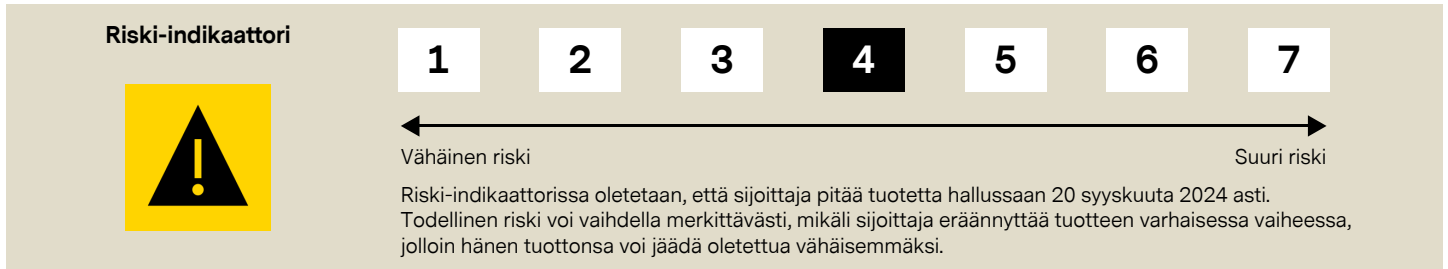 Riski-indikaattori
1 2 3 4 5 6 7
Vähäinen riski Suuri riski
Riski-indikaattorissa oletetaan, että sijoittaja pitää tuotetta hallussaan 20 syyskuuta 2024 asti.
Todellinen riski voi vaihdella merkittävästi, mikäli sijoittaja eräännyttää tuotteen varhaisessa vaiheessa,
jolloin hänen tuottonsa voi jäädä oletettua vähäisemmäksi.